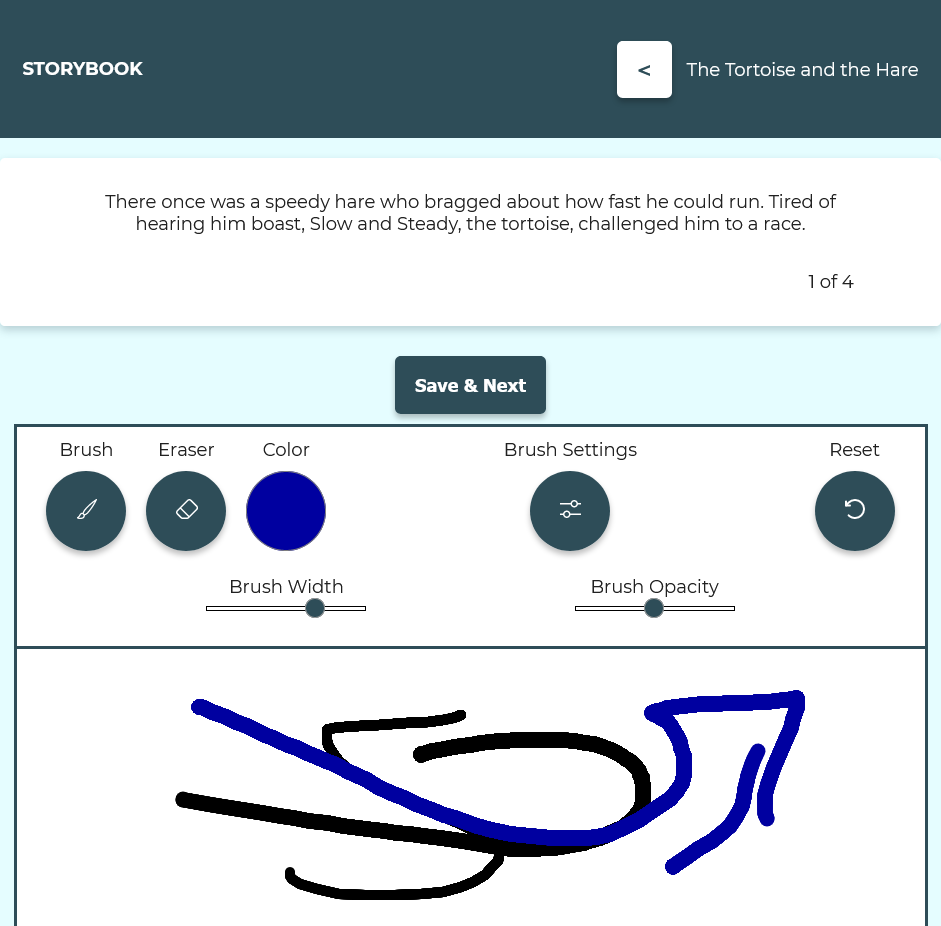 STORYBOOK
<
The Tortoise and the Hare
There once was a speedy hare who bragged about how fast he could run. Tired of
hearing him boast, Slow and Steady, the tortoise, challenged him to a race.
1 of 4
Save & Next
Brush
Eraser
Color
Brush Settings
Reset
Brush Width
Brush Opacity